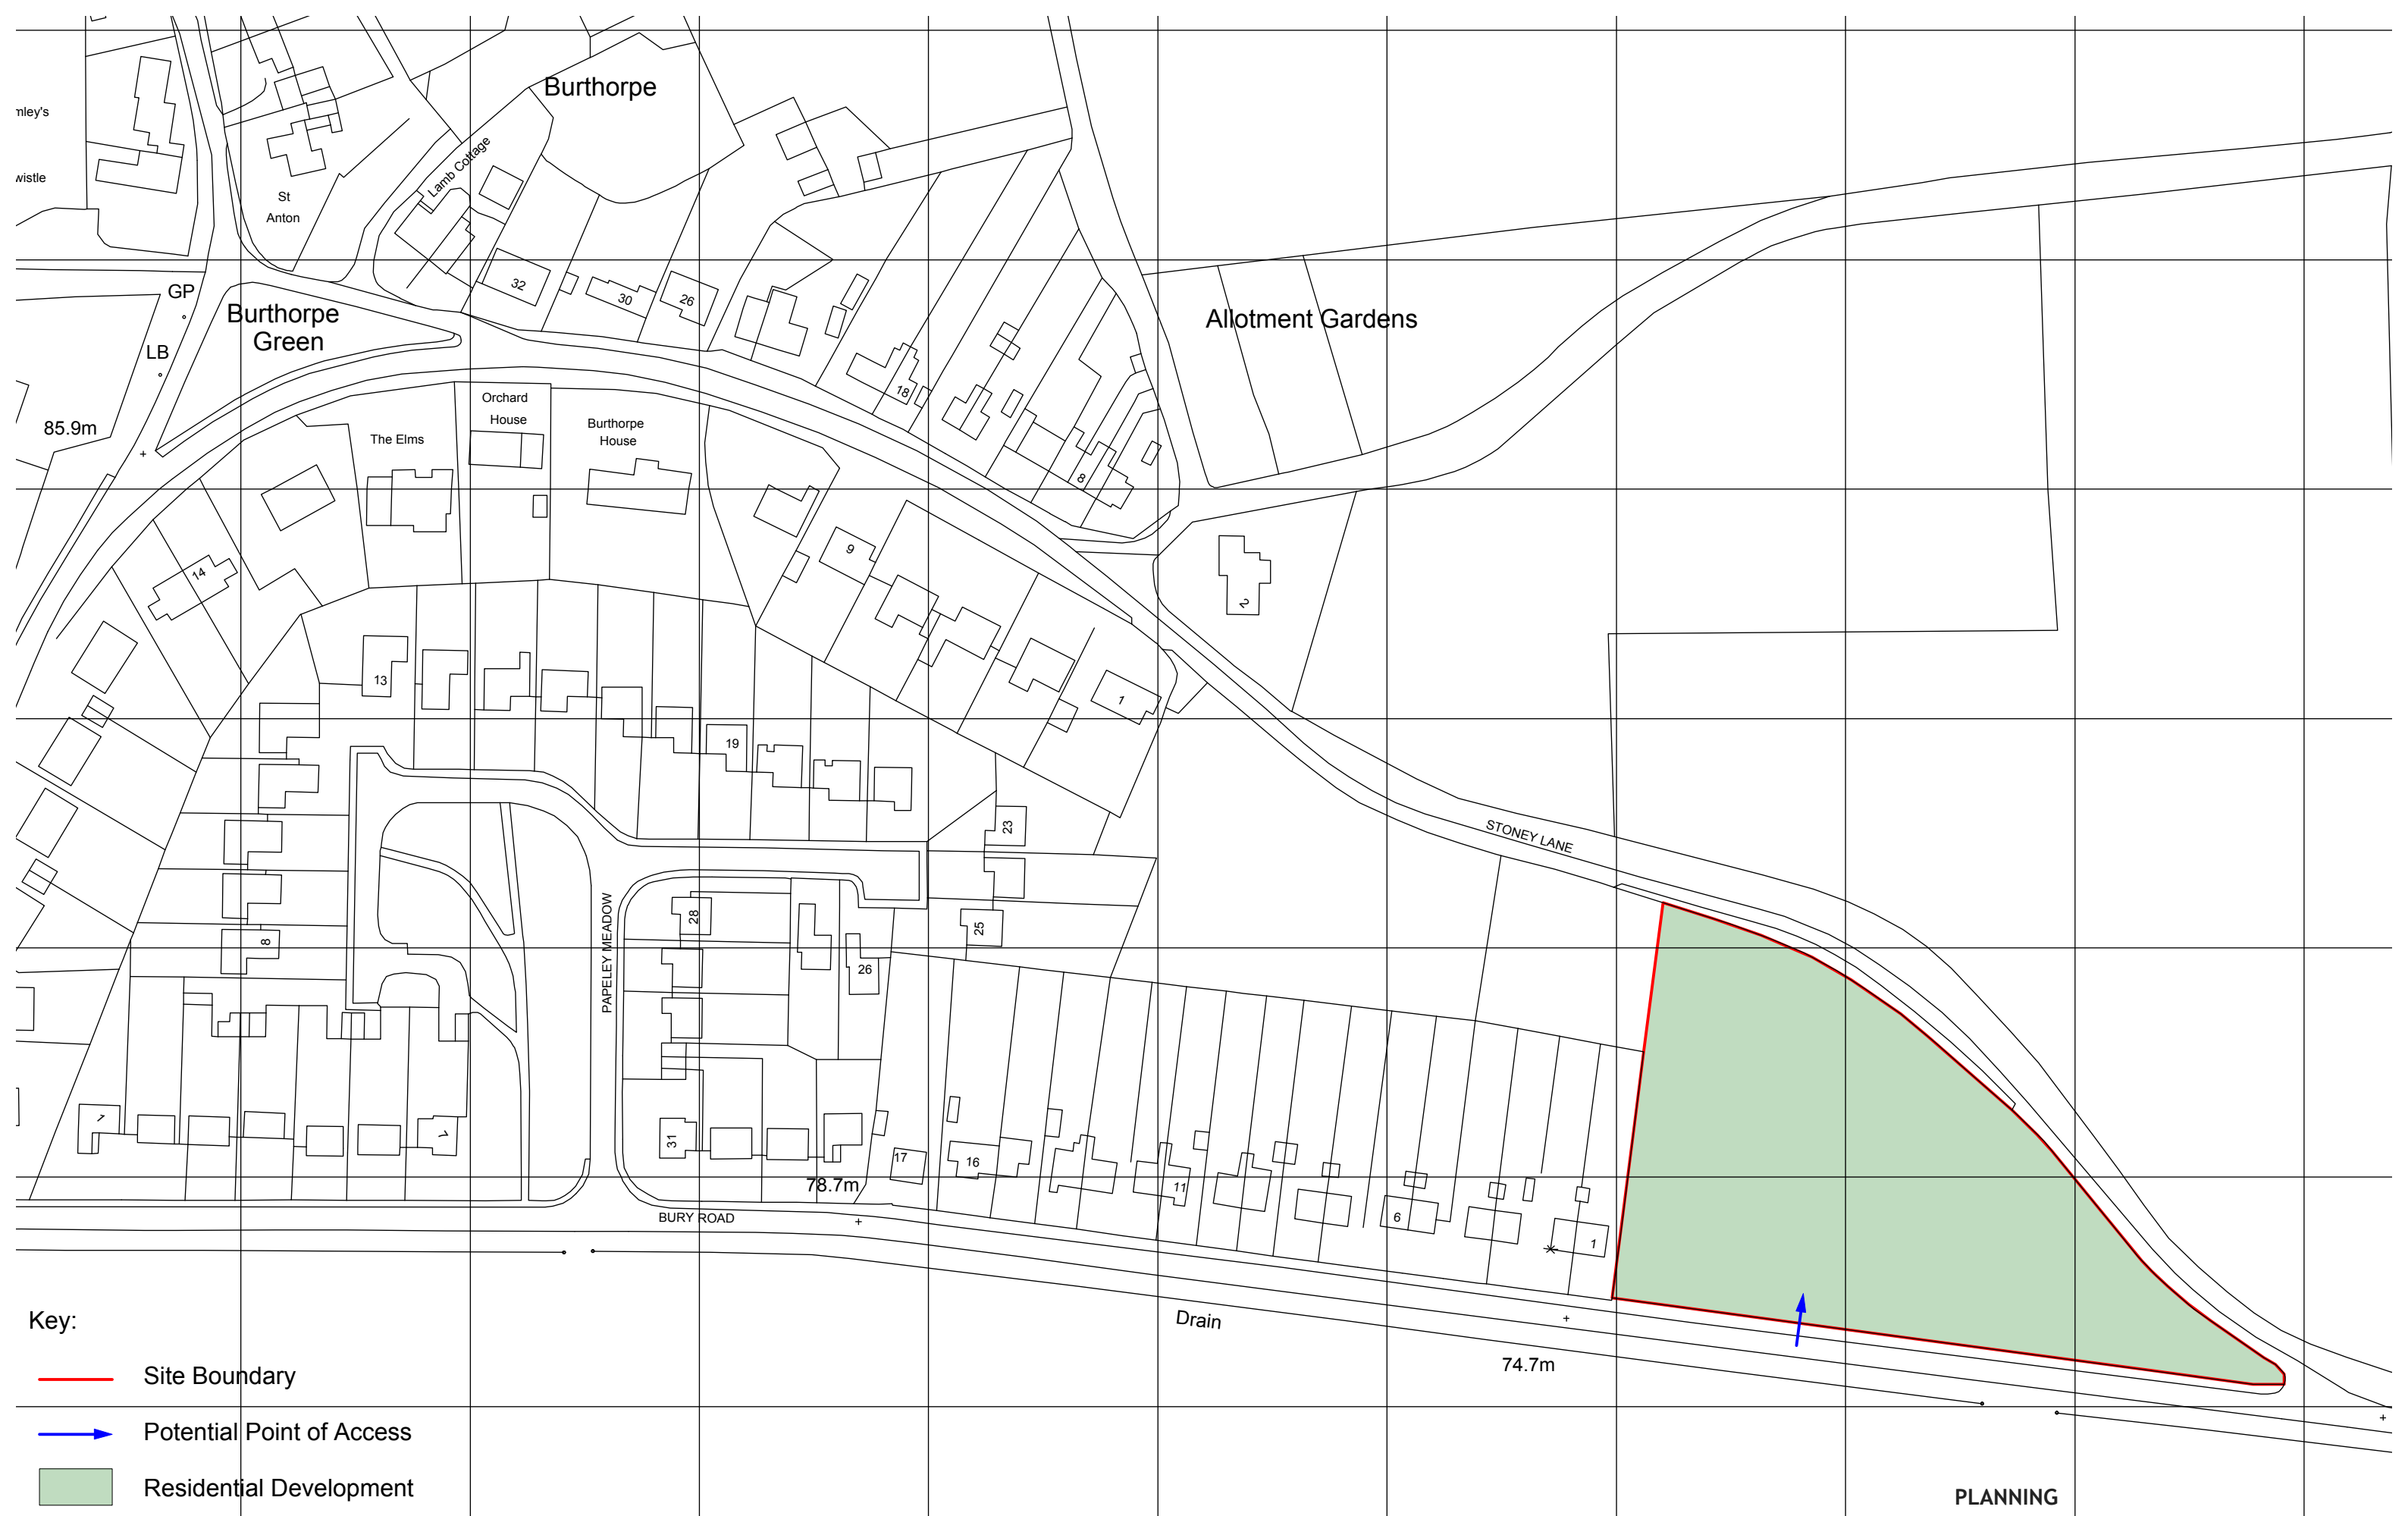 Burthorpe
mley's
Lamb Cottage
wistle
St
Anton
32
30
26
GP
Burthorpe
Green
Allotment Gardens
LB
18
Orchard
House
85.9m
The Elms
Burthorpe
House
8
9
14
2
13
1
19
23
STONEY LANE
28
25
PAPELEY MEADOW
8
26
1
7
31
17
16
78.7m
11
BURY ROAD
6
1
Drain
74.7m
Key:
Site Boundary
Potential Point of Access
Residential Development
PLANNING